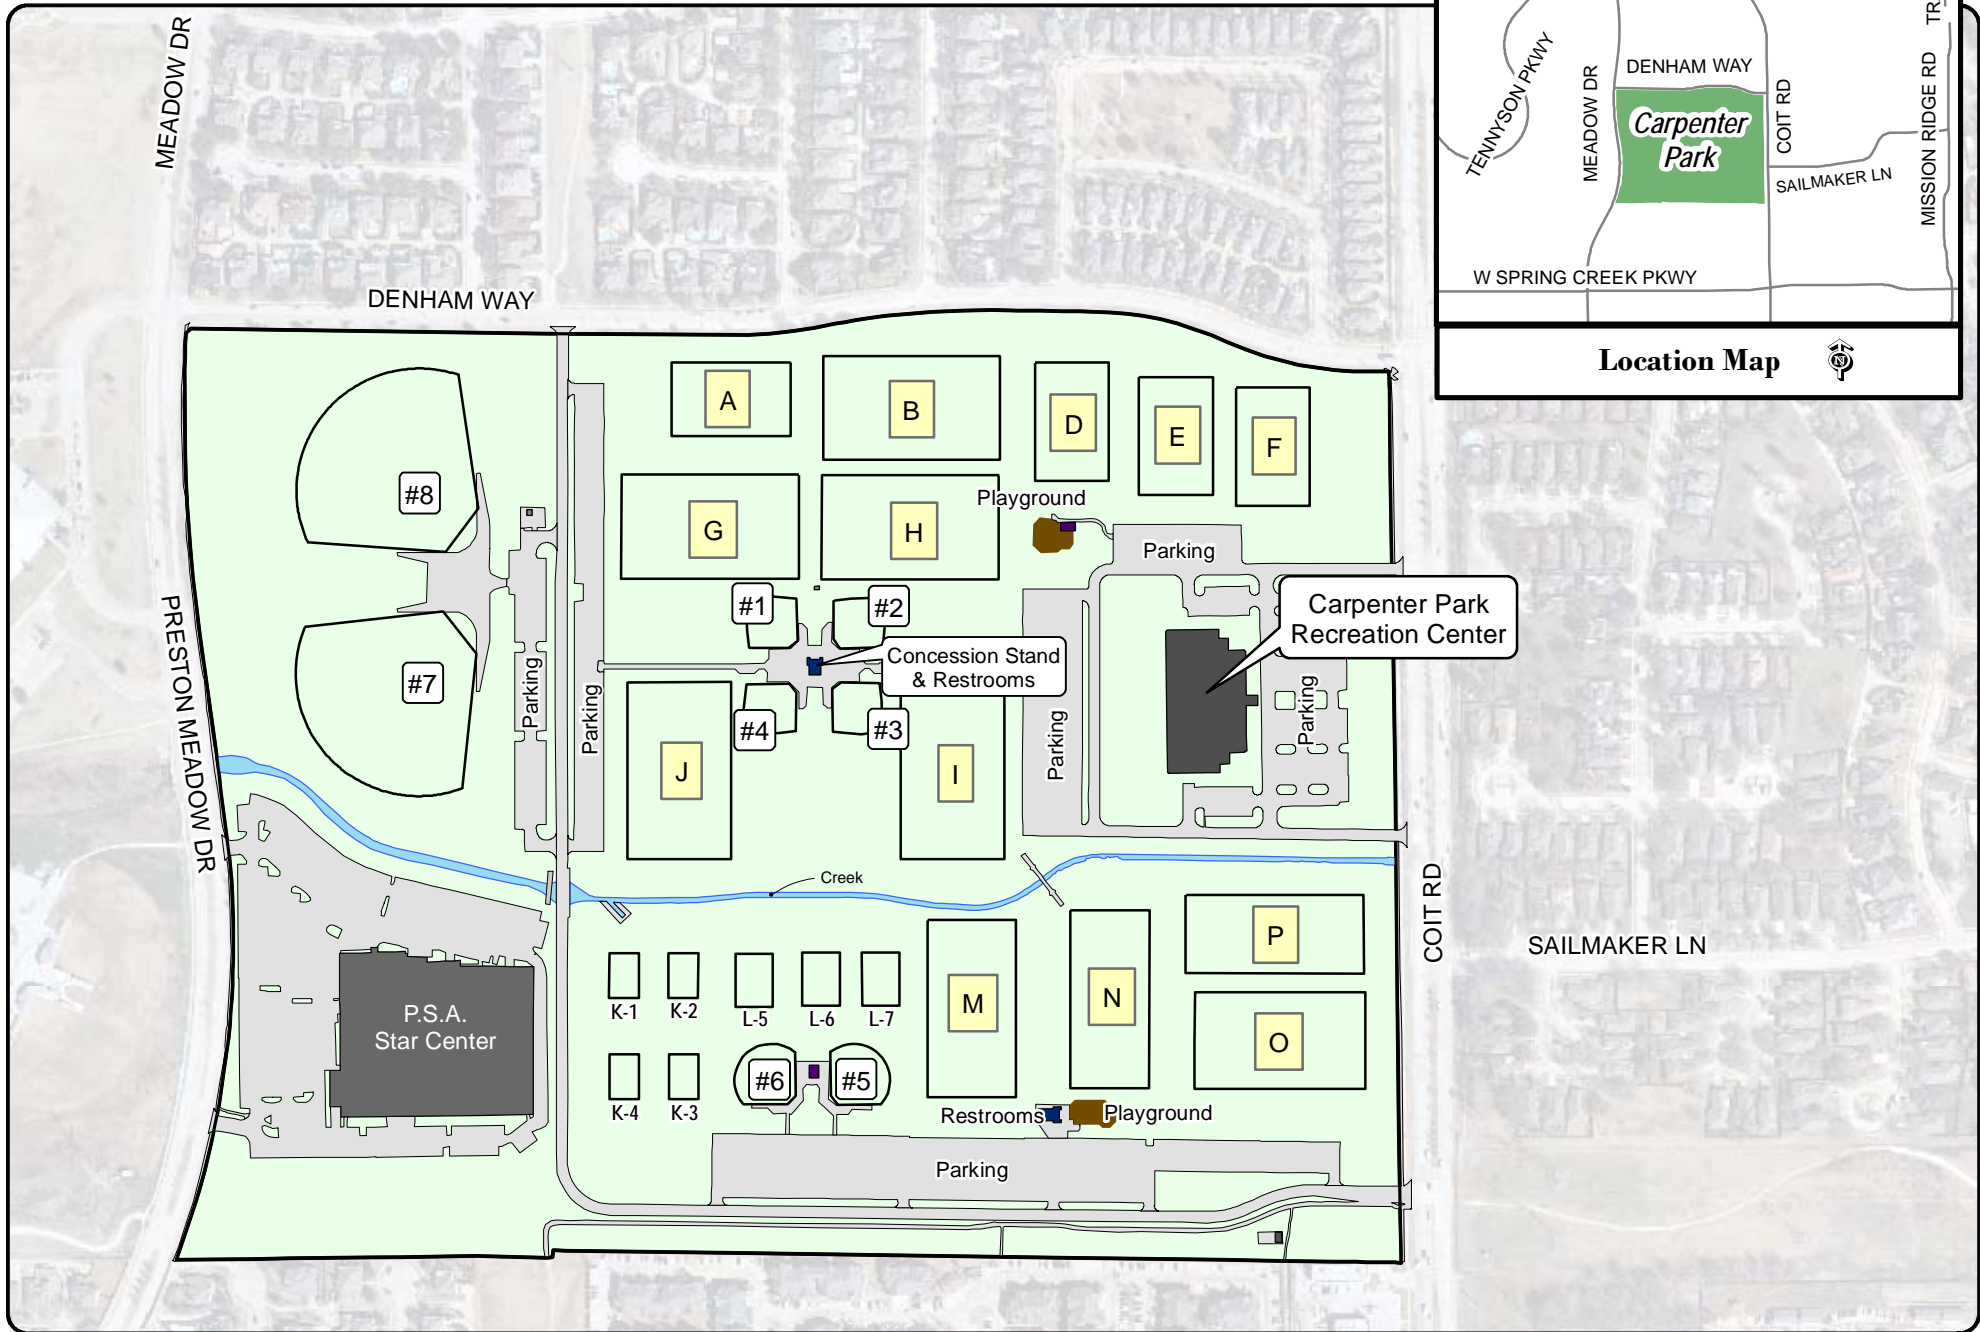 MEADOW DR
DENHAM WAY
TENNYSON PKWY
MEADOW DR
DENHAM WAY
COIT RD
MISSION RIDGE RD
Carpenter
Park
SAILMAKER LN
W SPRING CREEK PKWY
Location Map
N
A
B
D
E
F
#8
G
H
Playground
Parking
#1
#2
Carpenter Park
Recreation Center
Concession Stand
& Restrooms
#7
Parking
Parking
#4
#3
Parking
Parking
PRESTON MEADOW DR
J
I
Creek
COIT RD
SAILMAKER LN
P
M
N
O
K-1
K-2
L-5
L-6
L-7
P.S.A.
Star Center
#6
#5
K-4
K-3
Restrooms
Playground
Parking